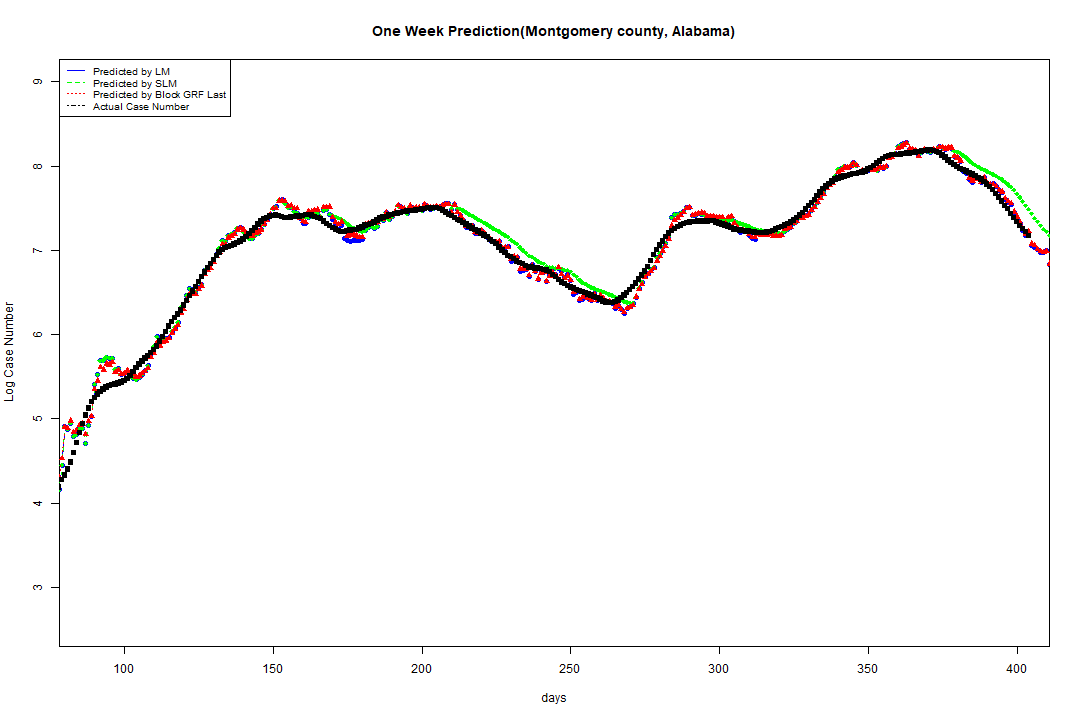 One Week Prediction(Montgomery county, Alabama)
Predicted by LM
Predicted by SLM
Predicted by Block GRF Last
Actual Case Number
9
8
7
6
5
4
3
Log Case Number
100 150 200 250 300 350 400
days